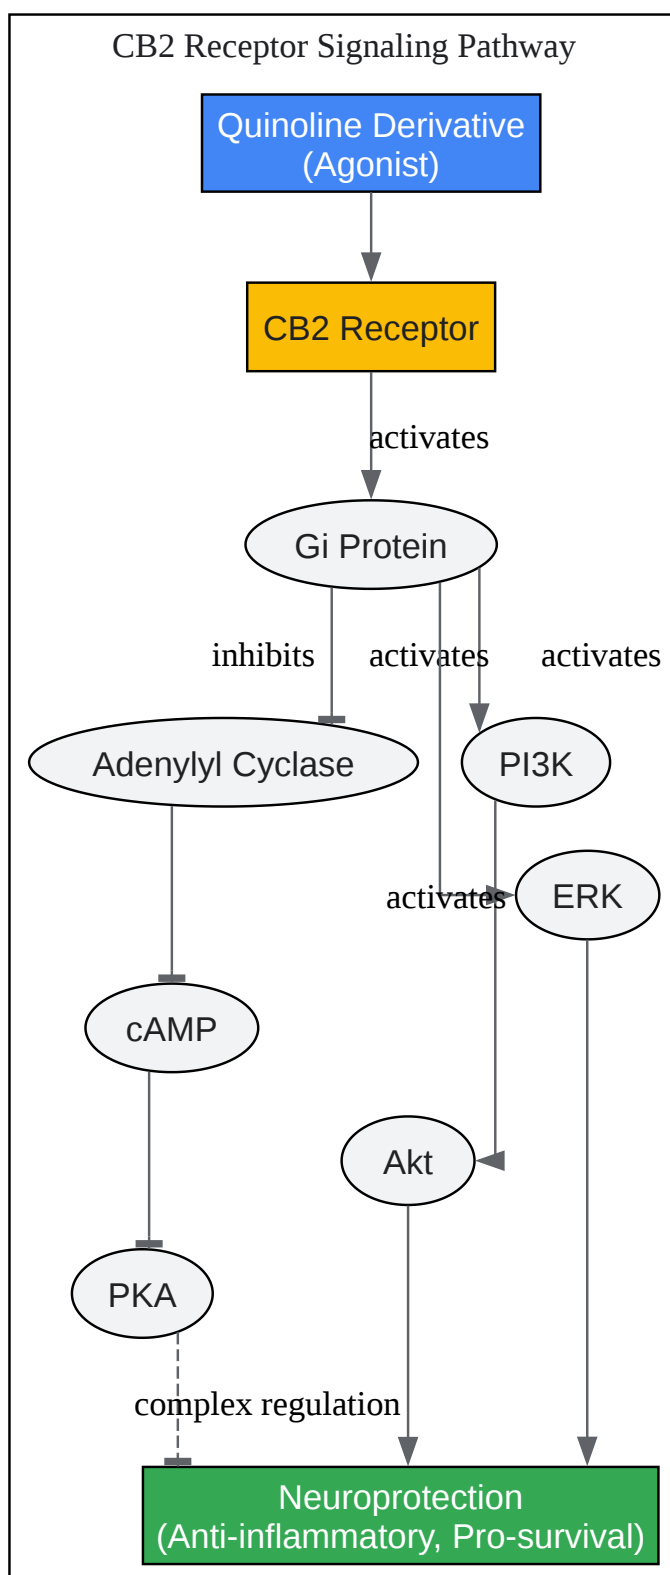 CB2 Receptor Signaling Pathway
Quinoline Derivative
(Agonist)
CB2 Receptor
activates
Gi Protein
inhibits
activates
activates
Adenylyl Cyclase
PI3K
activates
ERK
cAMP
Akt
PKA
complex regulation
Neuroprotection
(Anti-inflammatory, Pro-survival)